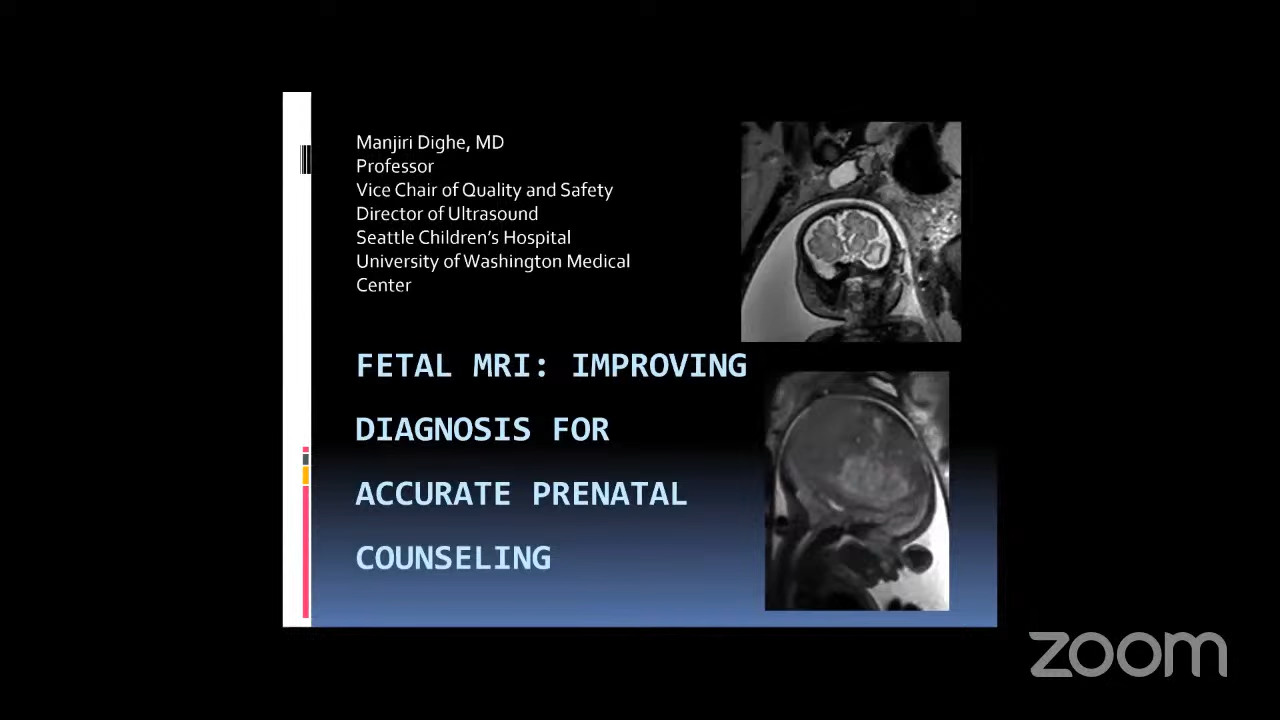 Manjiri Dighe, MD
Professor
Vice Chair of Quality and Safety
Director of Ultrasound
Seattle Children's Hospital
University of Washington Medical
Center
FETAL MRI: IMPROVING
DIAGNOSIS FOR
ACCURATE PRENATAL
COUNSELING
zoom